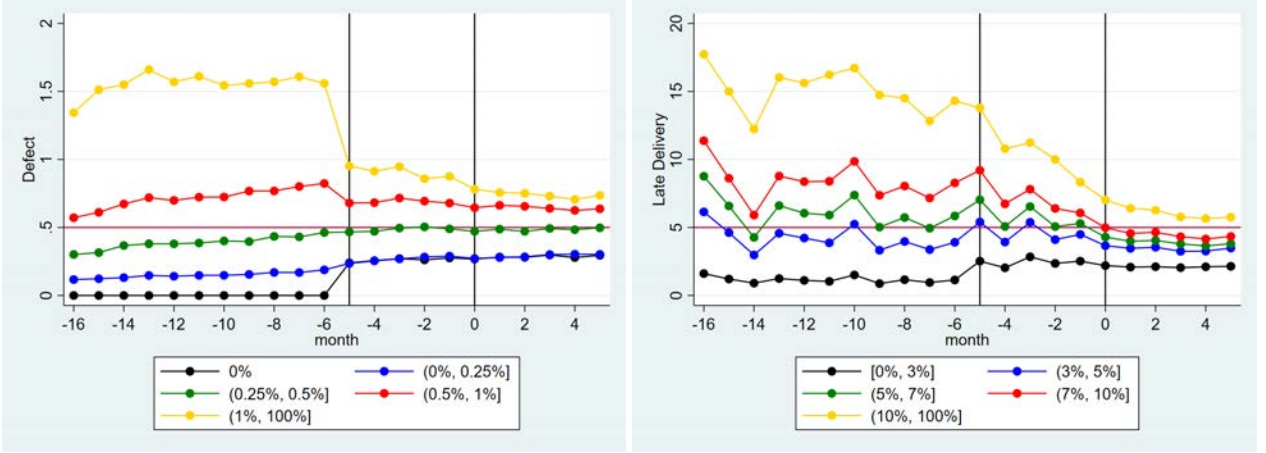 Defect
2
1.5
1
.5
0
-16 -14 -12 -10 -8 -6 -4 -2 0 2 4
month
0% (0%, 0.25%]
(0.25%, 0.5%] (0.5%, 1%]
(1%, 100%]
Late Delivery
20
15
10
5
0
-16 -14 -12 -10 -8 -6 -4 -2 0 2 4
month
[0%, 3%] (3%, 5%]
(5%, 7%] (7%, 10%]
(10%, 100%]